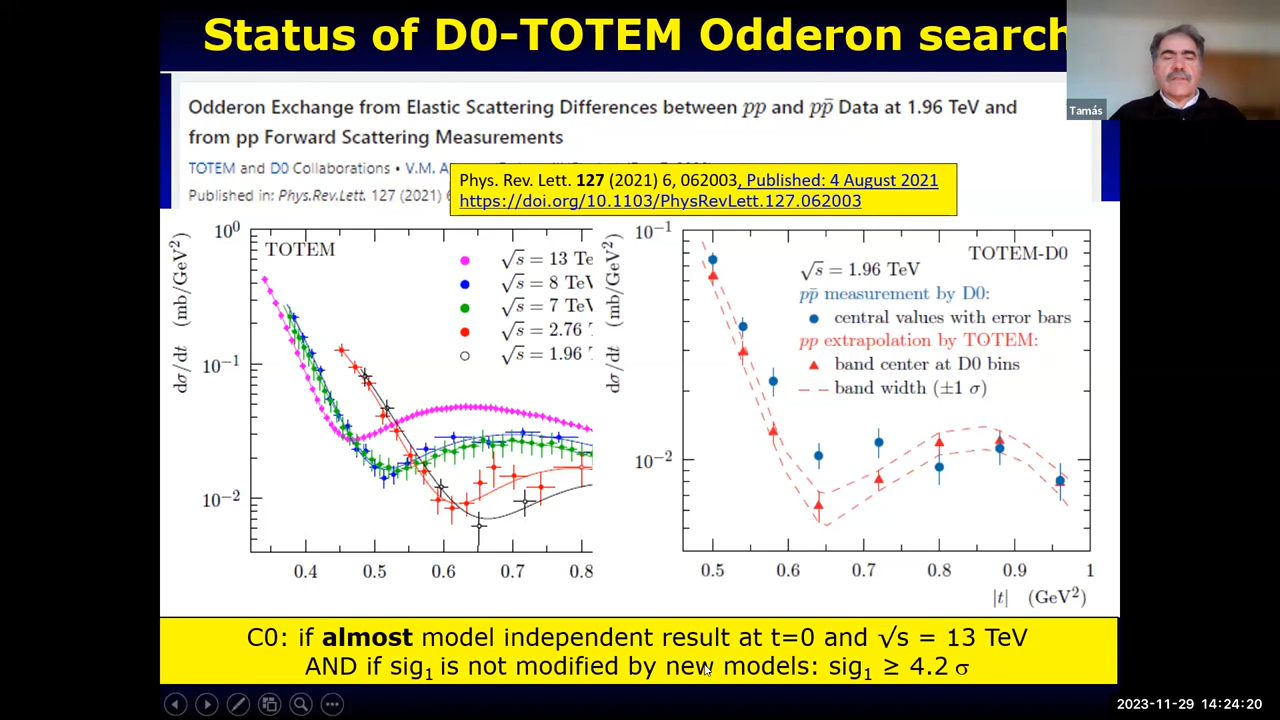 Status of D0-TOTEM Odderon search
Tamás
Odderon Exchange from Elastic Scattering Differences between pp and pp̄ Data at 1.96 TeV and
from pp Forward Scattering Measurements
TOTEM and D0 Collaborations • V.M. A
Published in: Phys.Rev.Lett. 127 (2021) 6
Phys. Rev. Lett. 127 (2021) 6, 062003, Published: 4 August 2021
https://doi.org/10.1103/PhysRevLett.127.062003
dσ/dt (mb/GeV²)
10⁰
10⁻¹
10⁻²
TOTEM
√s = 13 Te
√s = 8 TeV
√s = 7 TeV
√s = 2.76 T
√s = 1.96 T
0.4 0.5 0.6 0.7 0.8
dσ/dt (mb/GeV²)
10⁻¹
10⁻²
TOTEM-D0
√s = 1.96 TeV
pp̄ measurement by D0:
central values with error bars
pp extrapolation by TOTEM:
band center at D0 bins
band width (±1 σ)
0.5 0.6 0.7 0.8 0.9 1
|t| (GeV²)
C0: if almost model independent result at t=0 and √s = 13 TeV
AND if sig₁ is not modified by new models: sig₁ ≥ 4.2 σ
2023-11-29 14:24:20